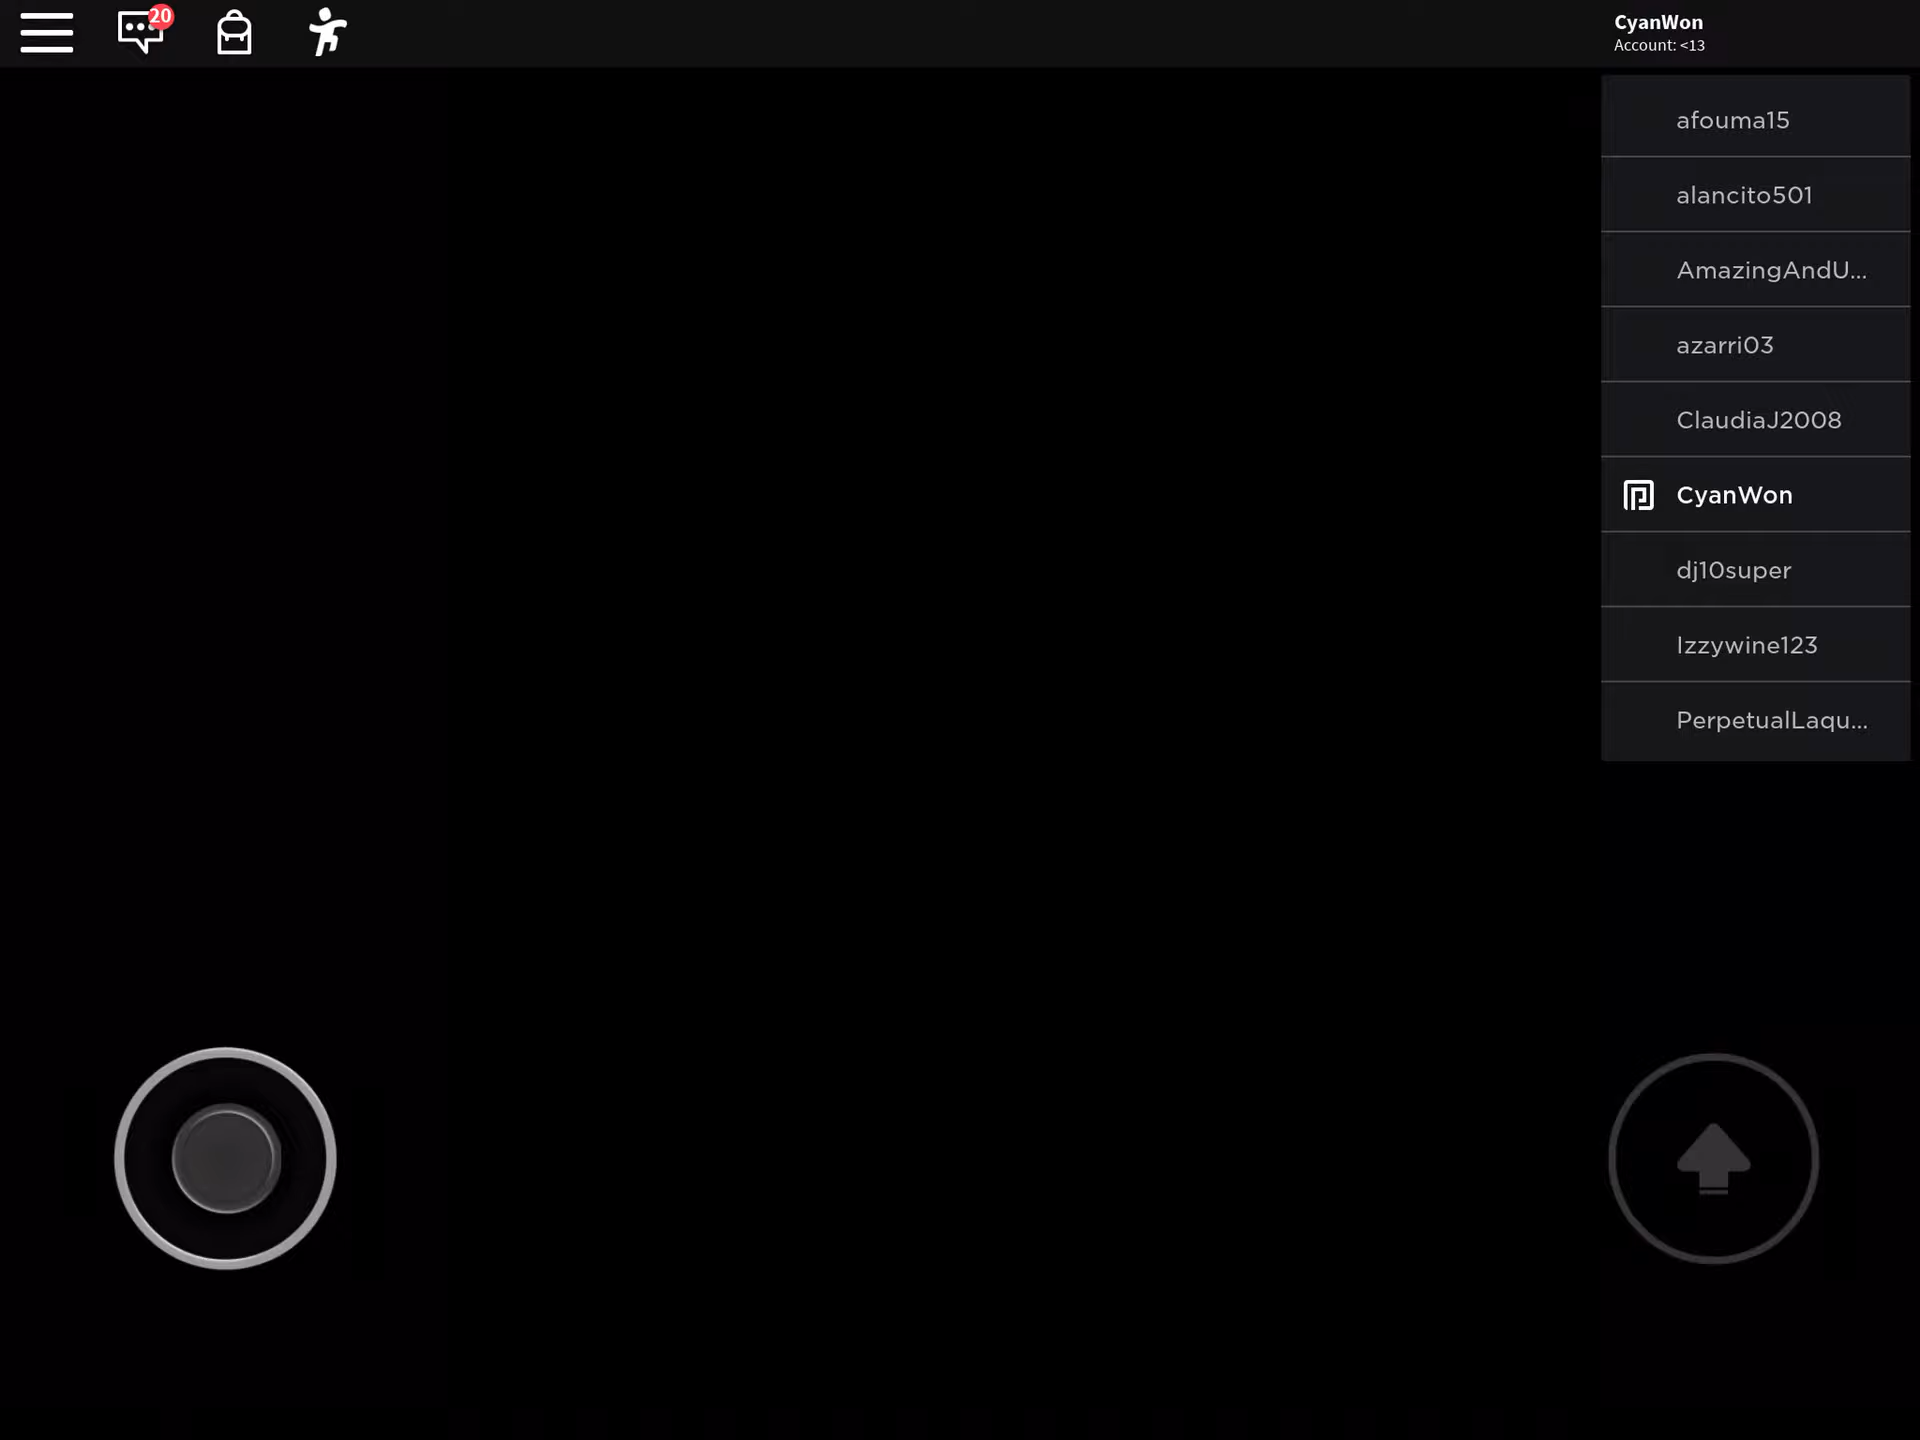 20
CyanWon
Account: <13
afouma15
alancito501
AmazingAndU...
azarri03
ClaudiaJ2008
CyanWon
dj10super
Izzywine123
PerpetualLaqu...